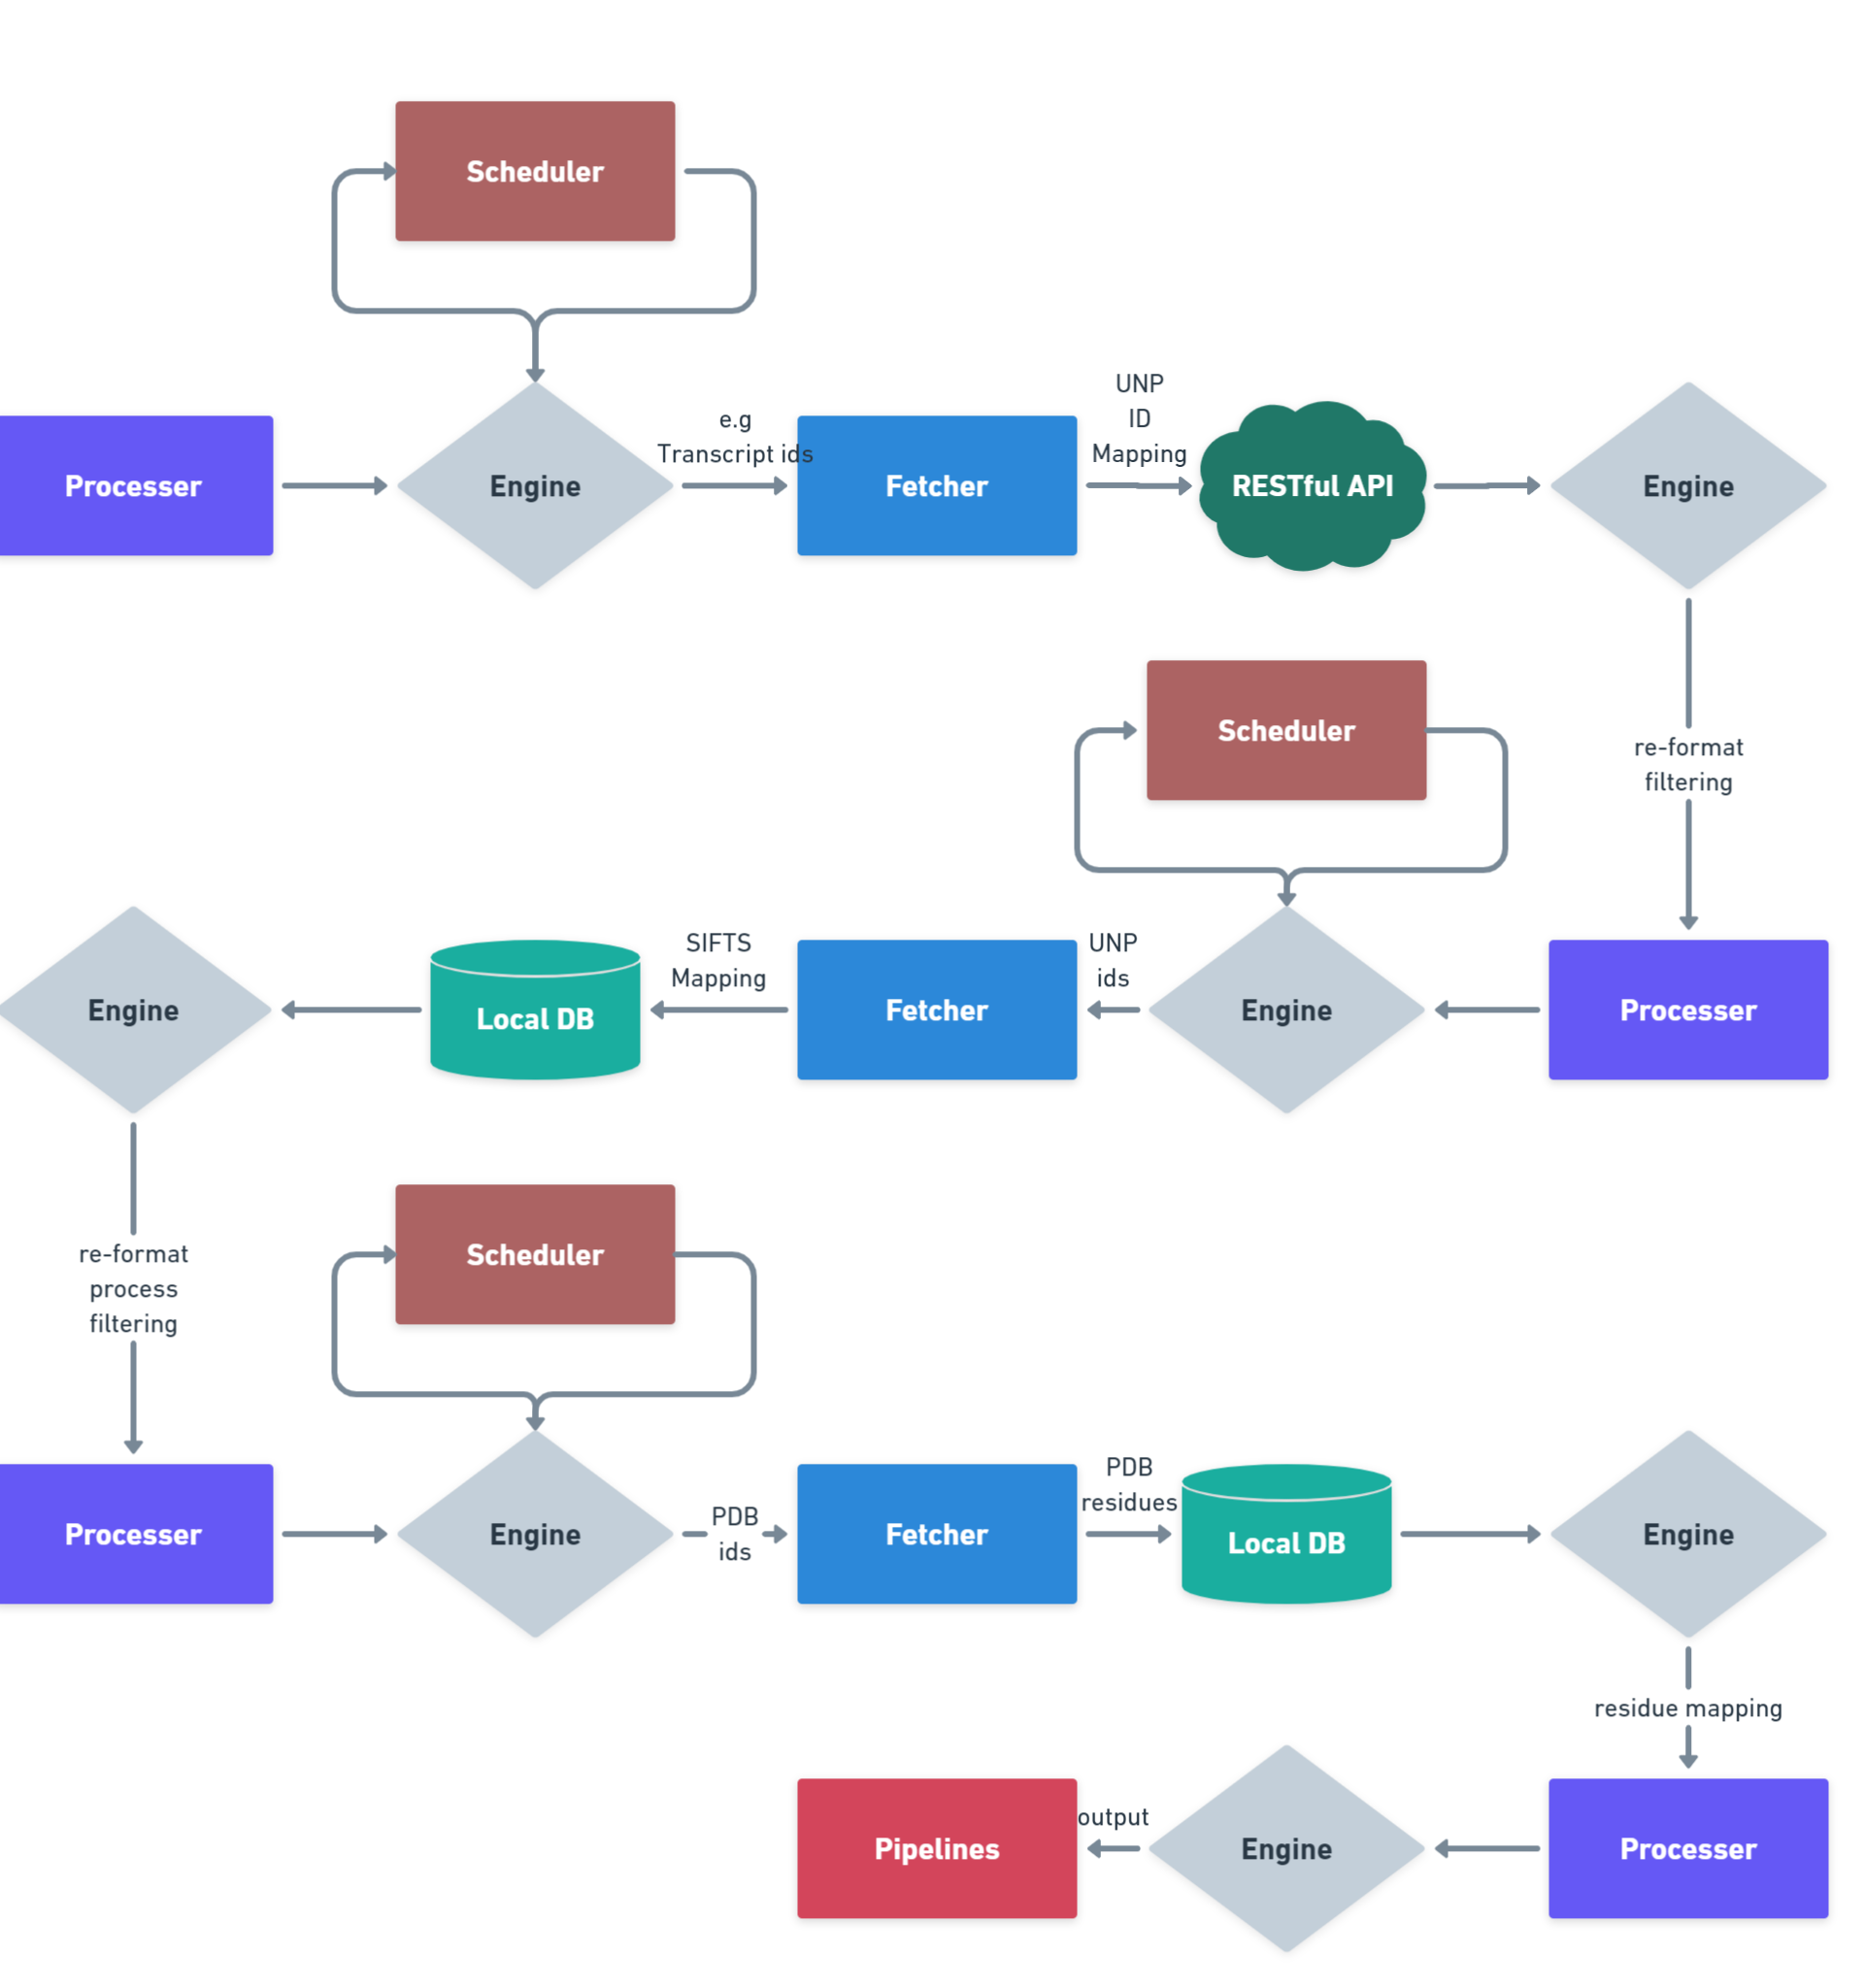 Scheduler
e.g
Transcript ids
UNP
ID
Mapping
Processer
Engine
Fetcher
RESTful API
Engine
Scheduler
re-format
filtering
SIFTS
Mapping
UNP
ids
Engine
Local DB
Fetcher
Engine
Processer
re-format
process
filtering
Scheduler
PDB
residues
Processer
Engine
PDB
ids
Fetcher
Local DB
Engine
residue mapping
output
Pipelines
Engine
Processer